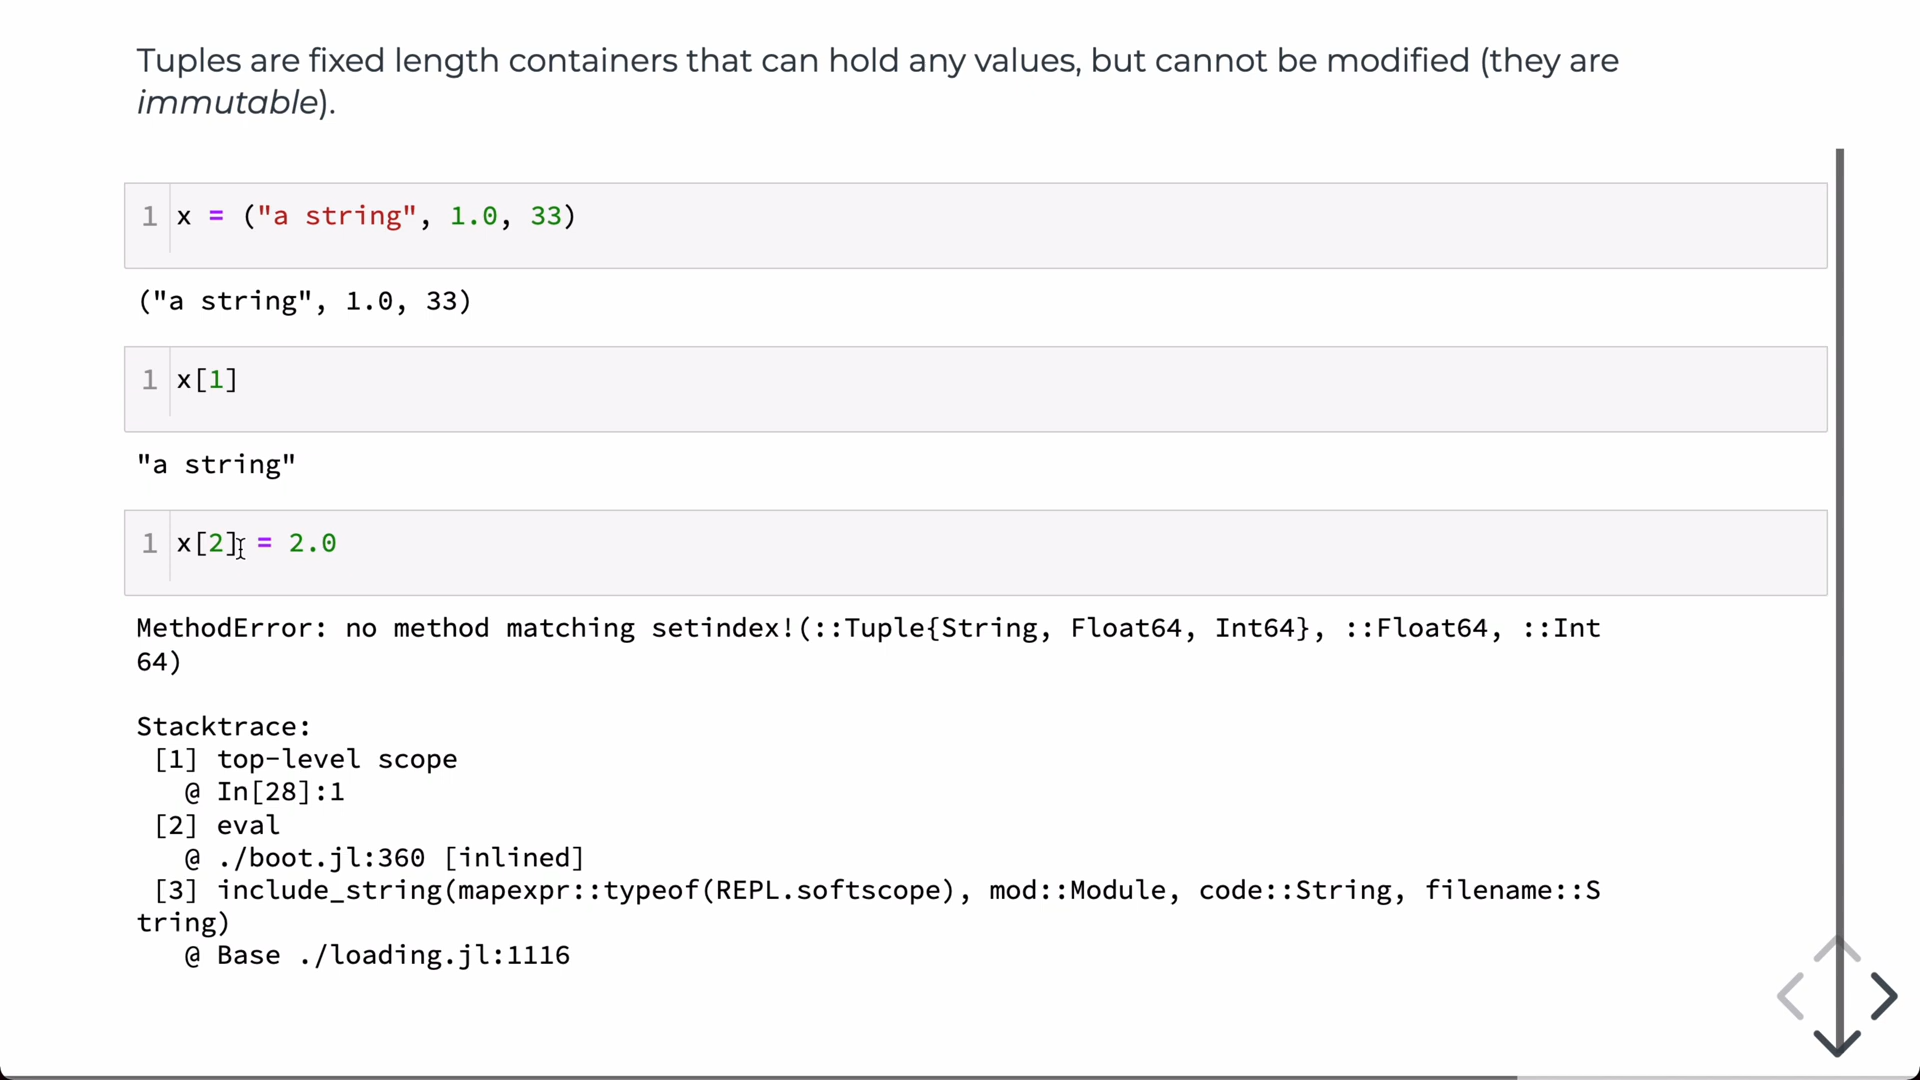 Tuples are fixed length containers that can hold any values, but cannot be modified (they are
immutable).
1 x = ("a string", 1.0, 33)
("a string", 1.0, 33)
1 x[1]
"a string"
1 x[2] = 2.0
MethodError: no method matching setindex!(::Tuple{String, Float64, Int64}, ::Float64, ::Int
64)
Stacktrace:
[1] top-level scope
@ In[28]:1
[2] eval
@ ./boot.jl:360 [inlined]
[3] include_string(mapexpr::typeof(REPL.softscope), mod::Module, code::String, filename::S
tring)
@ Base ./loading.jl:1116